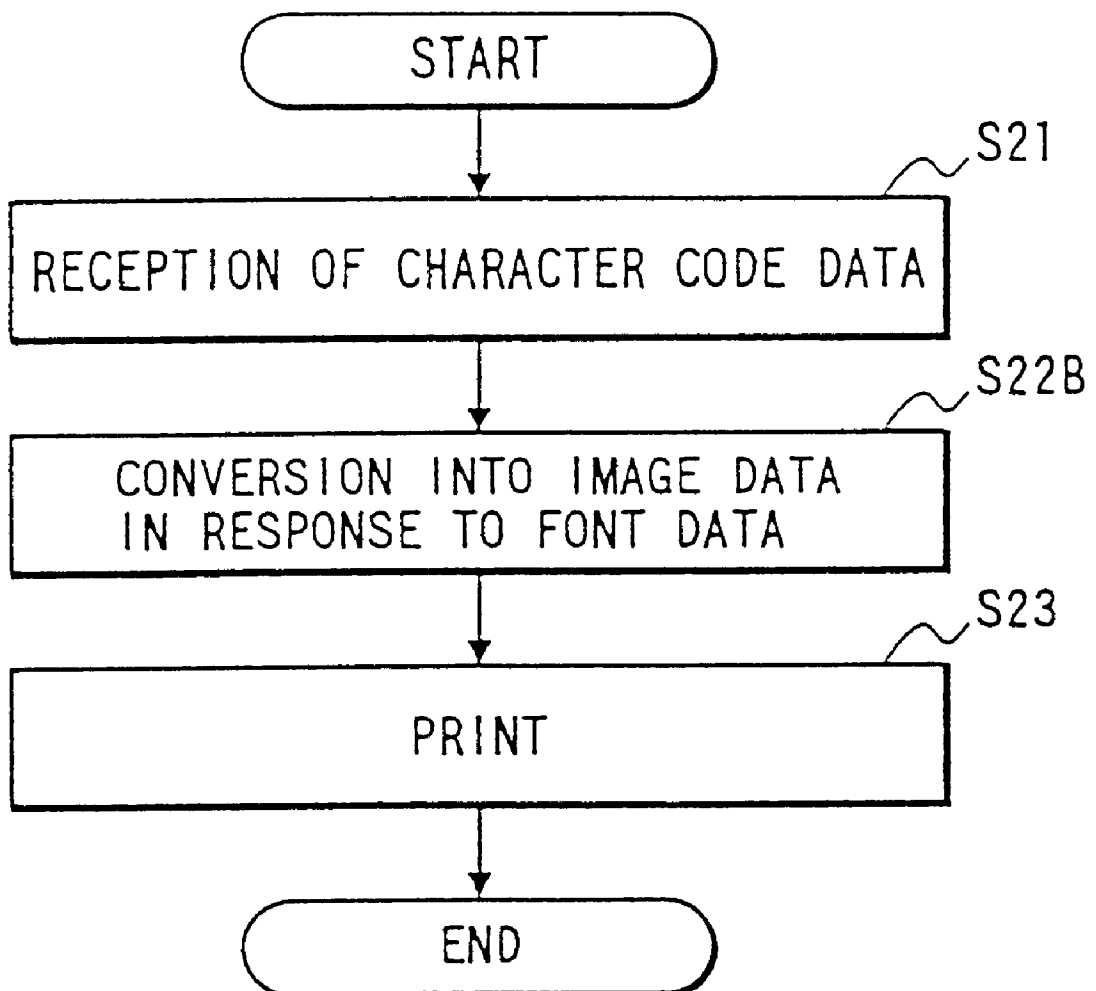 START
S21
RECEPTION OF CHARACTER CODE DATA
S22B
CONVERSION INTO IMAGE DATA
IN RESPONSE TO FONT DATA
S23
PRINT
END